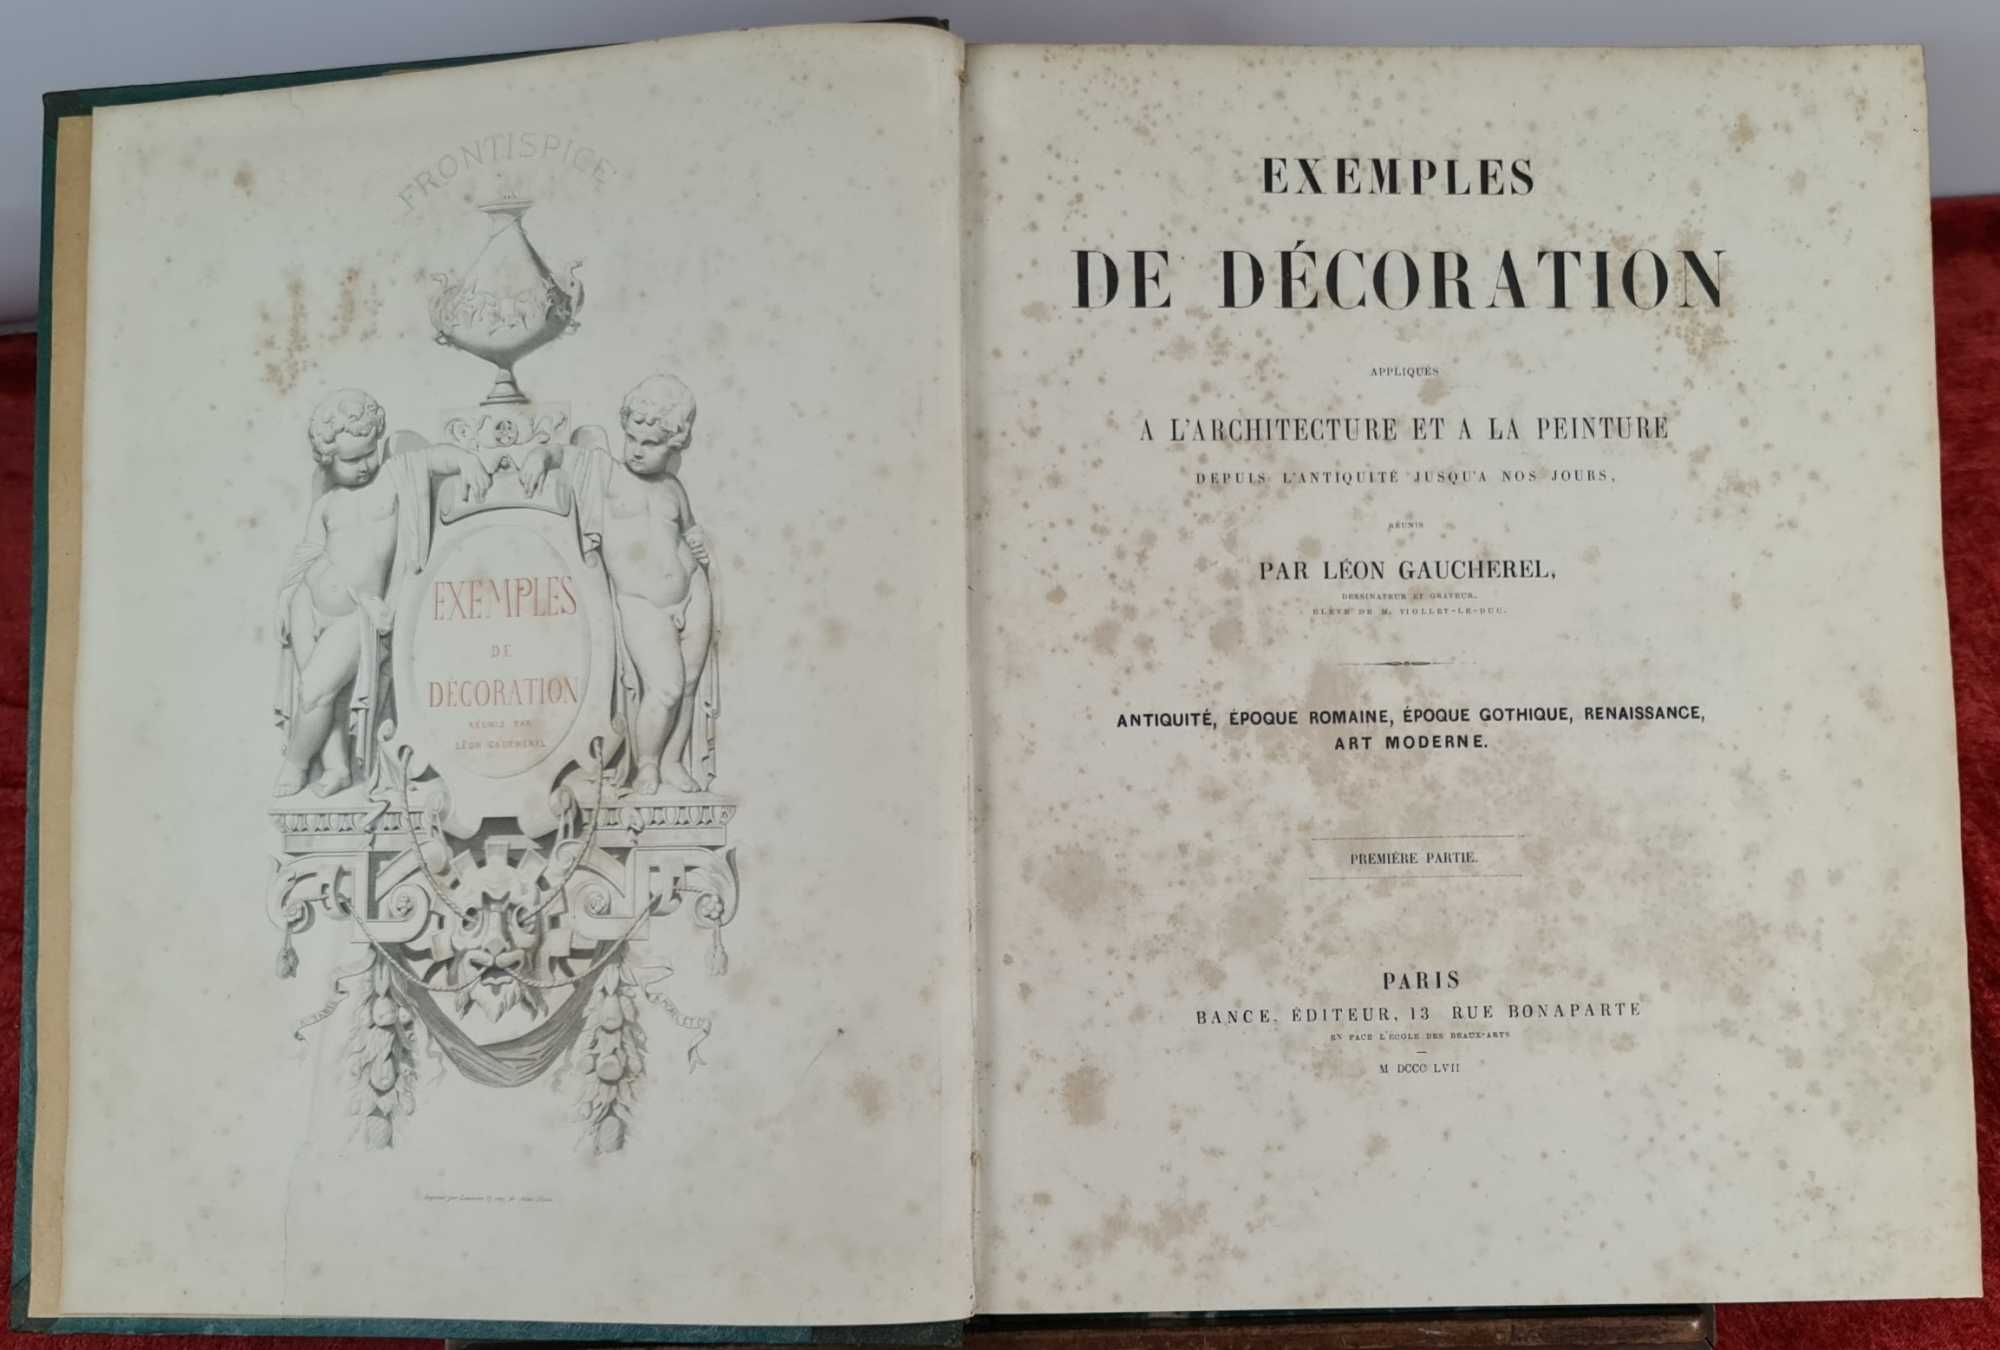 FRONTISPICE
EXEMPLES
DE
DÉCORATION
RÉUNIS PAR
LÉON GAUCHEREL
EXEMPLES
DE DÉCORATION
APPLIQUÉS
A L'ARCHITECTURE ET A LA PEINTURE
DEPUIS L'ANTIQUITÉ JUSQU'A NOS JOURS,
RÉUNIS
PAR LÉON GAUCHEREL,
DESSINATEUR ET GRAVEUR,
ÉLÈVE DE M. VIOLLET-LE-DUC.
ANTIQUITÉ, ÉPOQUE ROMAINE, ÉPOQUE GOTHIQUE, RENAISSANCE,
ART MODERNE.
PREMIÈRE PARTIE.
PARIS
BANCE, ÉDITEUR, 13 RUE BONAPARTE
EN FACE L'ÉCOLE DES BEAUX-ARTS
M DCCC LVII